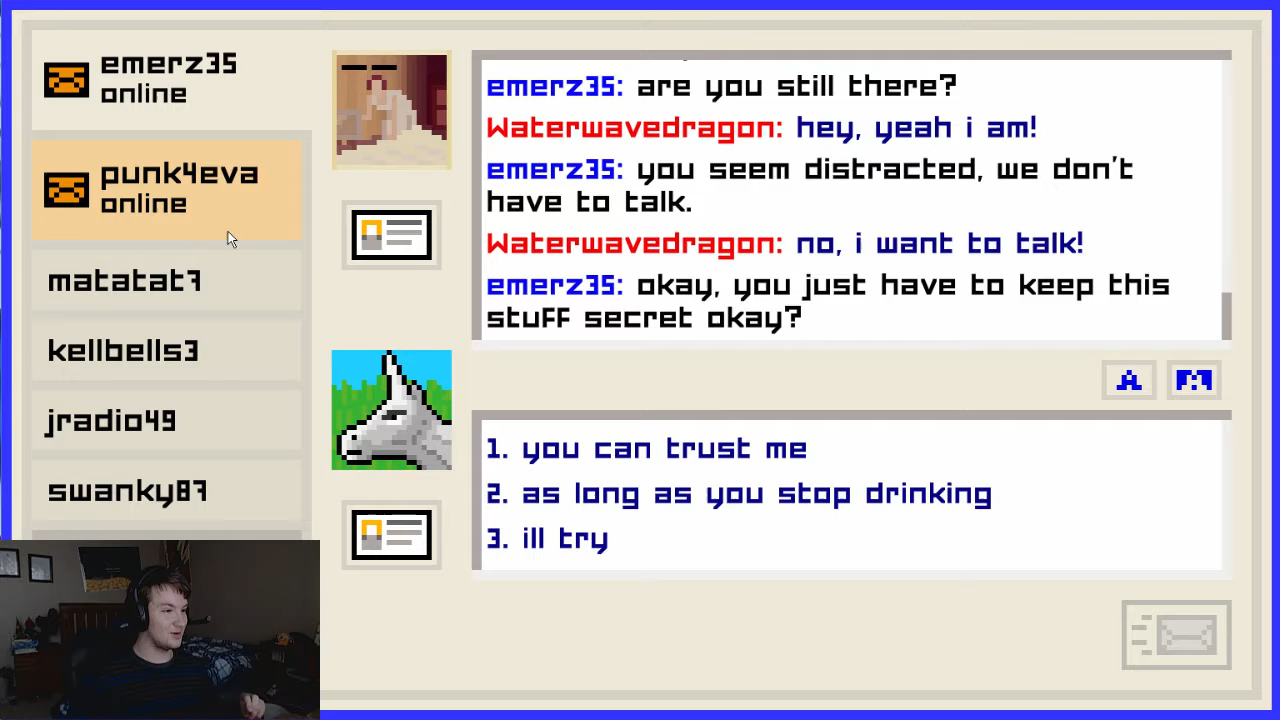 emerz35
online
punk4eva
online
matatat7
kellbells3
jradio49
swanky87
emerz35: are you still there?
Waterwavedragon: hey, yeah i am!
emerz35: you seem distracted, we don't
have to talk.
Waterwavedragon: no, i want to talk!
emerz35: okay, you just have to keep this
stuff secret okay?
A
1. you can trust me
2. as long as you stop drinking
3. ill try